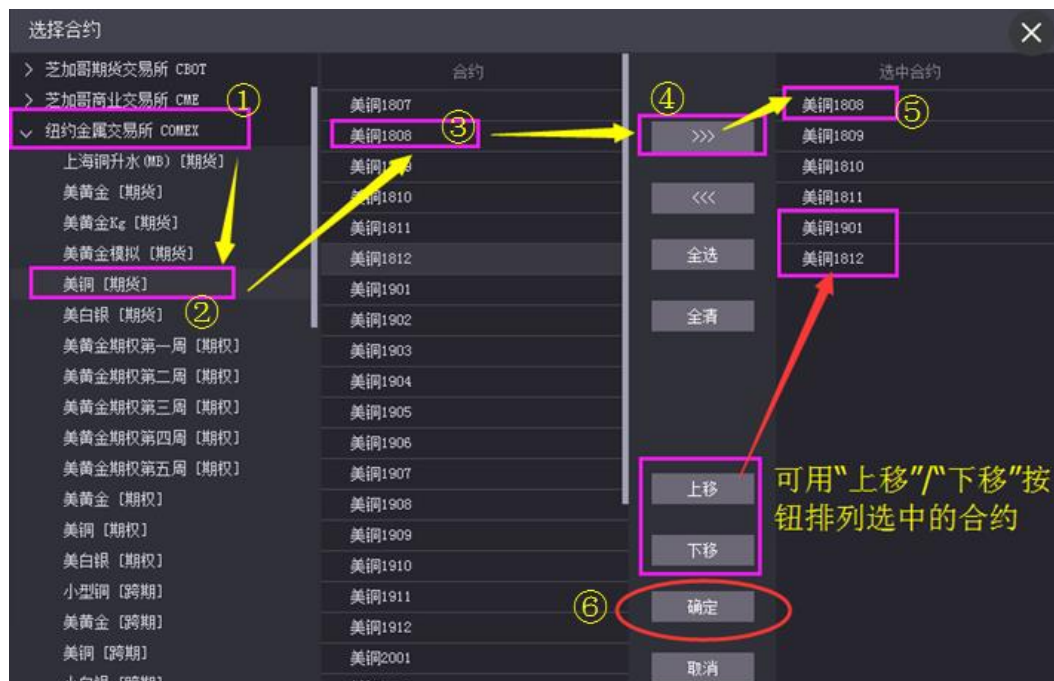 选择合约
芝加哥期货交易所 CBOT
芝加哥商业交易所 CME
①
纽约金属交易所 COMEX
上海铜升水(MB) [期货]
美黄金 [期货]
美黄金Kg [期货]
美黄金模拟 [期货]
美铜 [期货]
②
美白银 [期货]
美黄金期权第一周 [期权]
美黄金期权第二周 [期权]
美黄金期权第三周 [期权]
美黄金期权第四周 [期权]
美黄金期权第五周 [期权]
美黄金 [期权]
美铜 [期权]
美白银 [期权]
小型铜 [跨期]
美黄金 [跨期]
美铜 [跨期]
合约
美铜1807
美铜1808
③
美铜1810
美铜1811
美铜1812
美铜1901
美铜1902
美铜1903
美铜1904
美铜1905
美铜1906
美铜1907
美铜1908
美铜1909
美铜1910
美铜1911
美铜1912
美铜2001
④
>>>
<<<
全选
全清
上移
下移
⑥
确定
取消
选中合约
美铜1808
⑤
美铜1809
美铜1810
美铜1811
美铜1901
美铜1812
可用“上移”/“下移”按
钮排列选中的合约